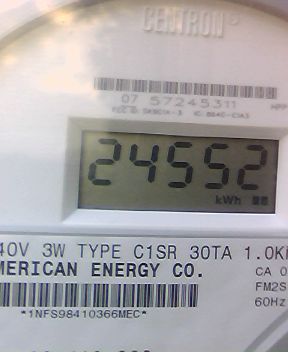 CENTRON®
07 57245311
24552
kWh
40V 3W TYPE C1SR 30TA 1.0K
MERICAN ENERGY CO.
CA 0
FM2S
60Hz
*1NFS98410366MEC*